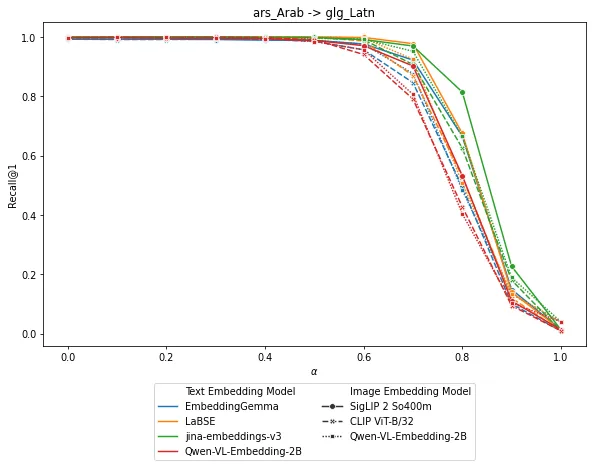 ars_Arab -> glg_Latn
Recall@1
1.0
0.8
0.6
0.4
0.2
0.0
0.0 0.2 0.4 0.6 0.8 1.0
α
Text Embedding Model
EmbeddingGemma
LaBSE
jina-embeddings-v3
Qwen-VL-Embedding-2B
Image Embedding Model
SigLIP 2 So400m
CLIP ViT-B/32
Qwen-VL-Embedding-2B